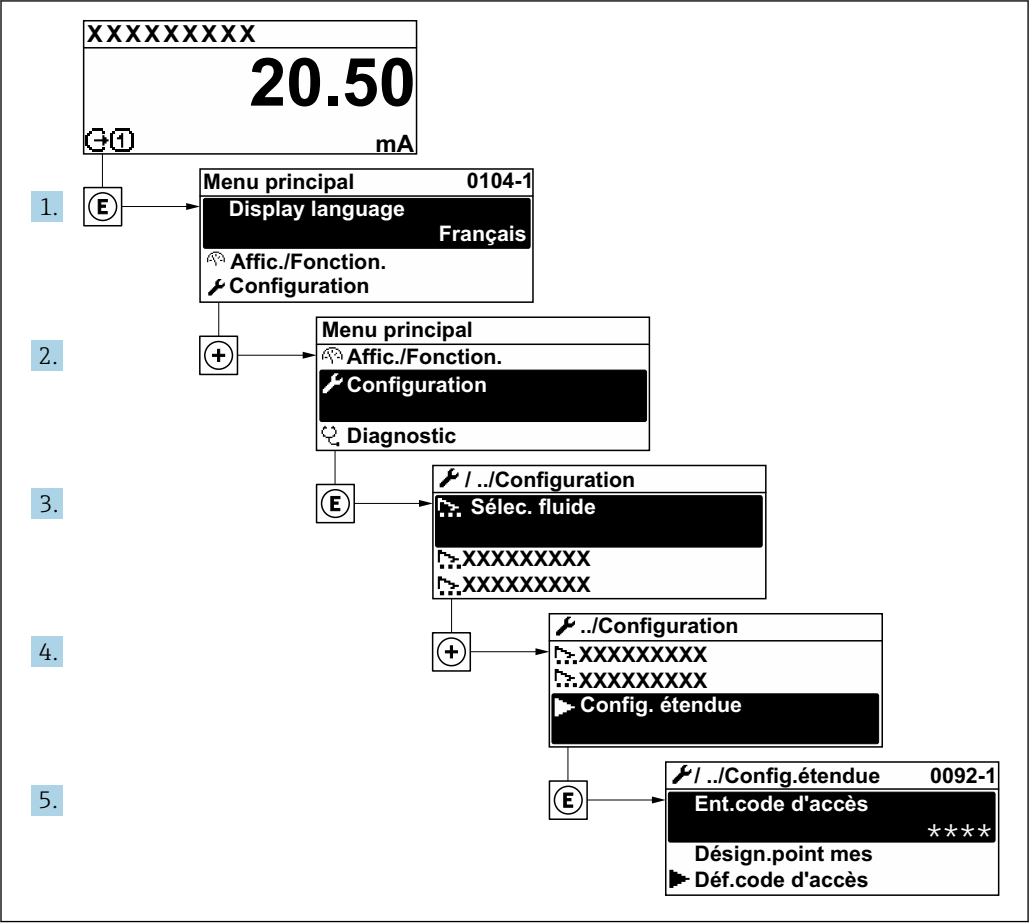 XXXXXXXXX
20.50
1 mA
Menu principal 0104-1
1. E Display language
Français
Affic./Fonction.
Configuration
Menu principal
2. + Affic./Fonction.
Configuration
Diagnostic
/ ../Configuration
3. E Sélec. fluide
XXXXXXXXX
XXXXXXXXX
../Configuration
4. + XXXXXXXXX
XXXXXXXXX
Config. étendue
/ ../Config.étendue 0092-1
5. E Ent.code d'accès
****
Désign.point mes
Déf.code d'accès